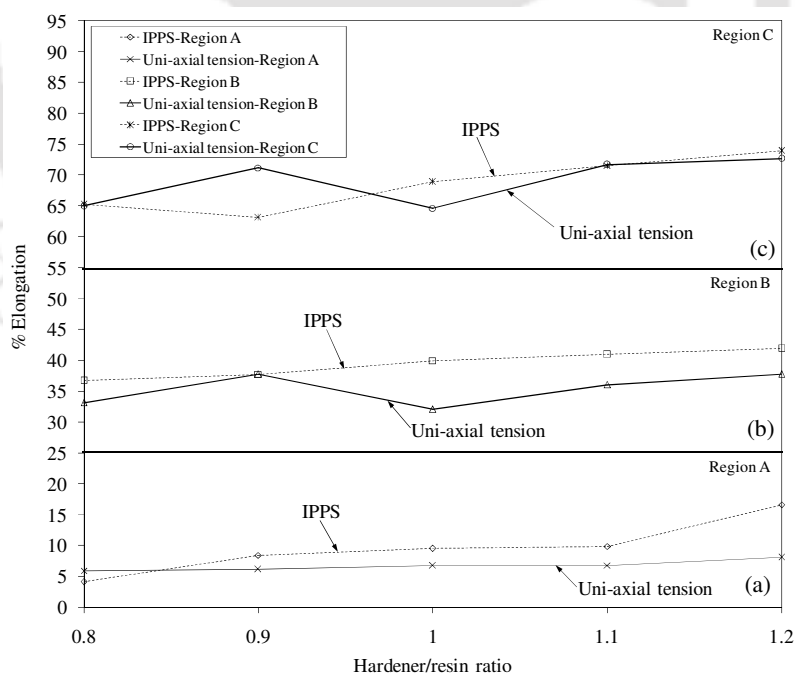 95
90
85
80
75
70
65
60
55
50
45
40
35
30
25
20
15
10
5
0
% Elongation
IPPS-Region A
Uni-axial tension-Region A
IPPS-Region B
Uni-axial tension-Region B
IPPS-Region C
Uni-axial tension-Region C
Region C
IPPS
Uni-axial tension
(c)
Region B
IPPS
Uni-axial tension
(b)
Region A
IPPS
Uni-axial tension
(a)
0.8 0.9 1 1.1 1.2
Hardener/resin ratio